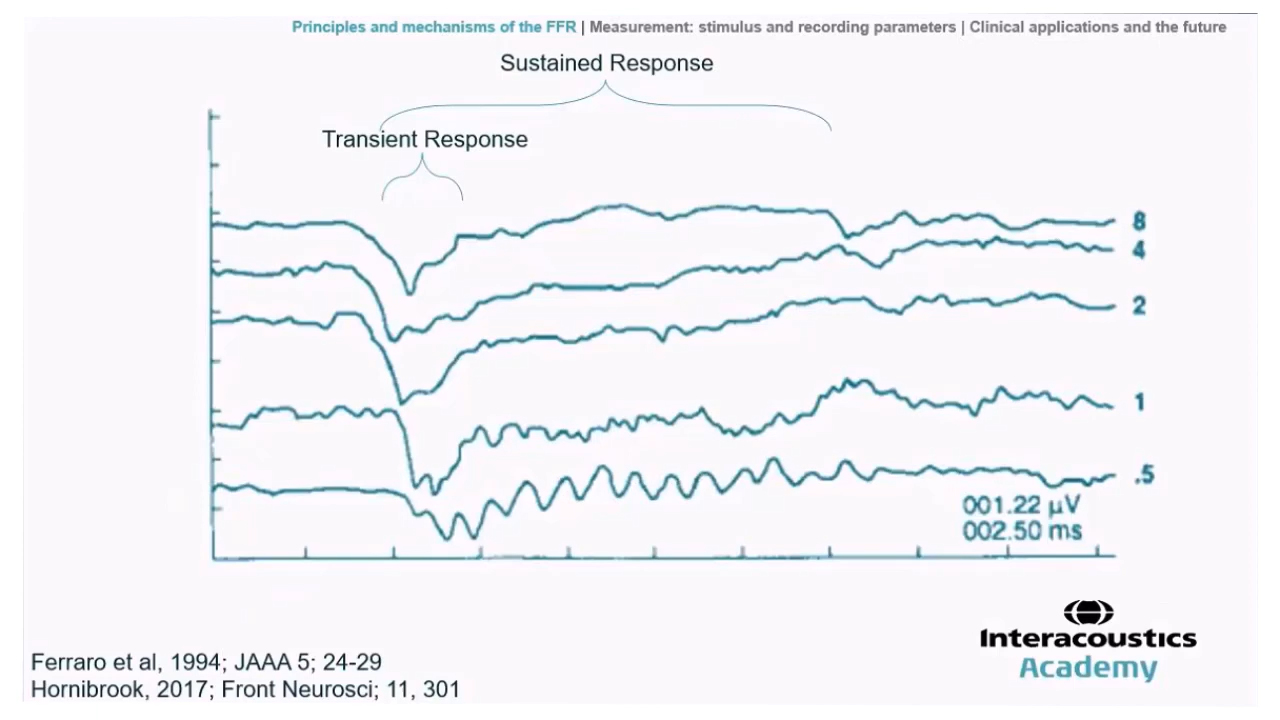 Principles and mechanisms of the FFR | Measurement: stimulus and recording parameters | Clinical applications and the future
Sustained Response
Transient Response
8
4
2
1
.5
001.22 µV
002.50 ms
Interacoustics
Academy
Ferraro et al, 1994; JAAA 5; 24-29
Hornibrook, 2017; Front Neurosci; 11, 301